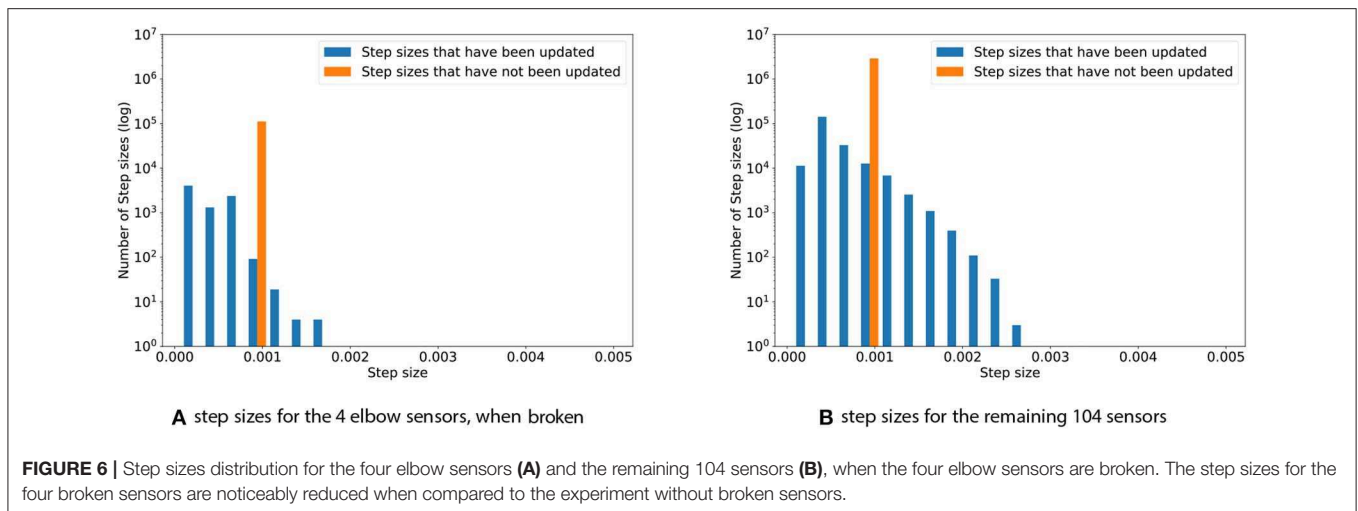 10⁷
10⁶
10⁵
10⁴
10³
10²
10¹
10⁰
Number of Step sizes (log)
Step sizes that have been updated
Step sizes that have not been updated
0.000 0.001 0.002 0.003 0.004 0.005
Step size
A step sizes for the 4 elbow sensors, when broken
10⁷
10⁶
10⁵
10⁴
10³
10²
10¹
10⁰
Number of Step sizes (log)
Step sizes that have been updated
Step sizes that have not been updated
0.000 0.001 0.002 0.003 0.004 0.005
Step size
B step sizes for the remaining 104 sensors
FIGURE 6 | Step sizes distribution for the four elbow sensors (A) and the remaining 104 sensors (B), when the four elbow sensors are broken. The step sizes for the
four broken sensors are noticeably reduced when compared to the experiment without broken sensors.